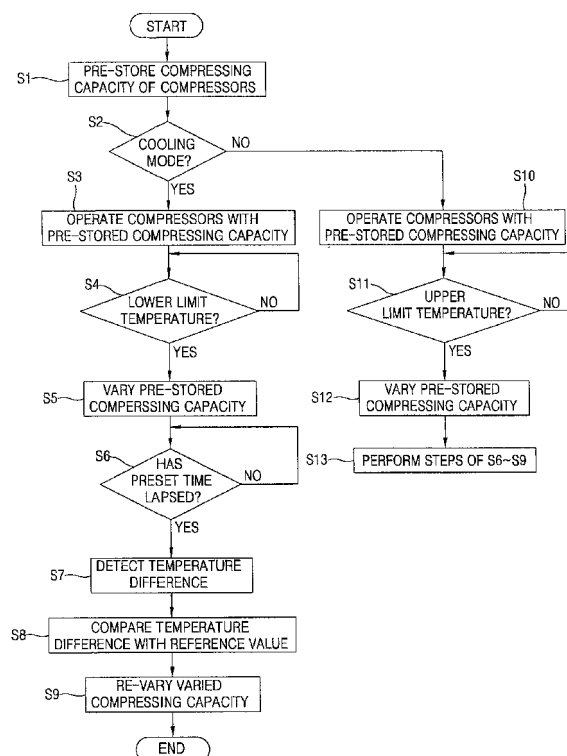 START
S1
PRE-STORE COMPRESSING
CAPACITY OF COMPRESSORS
S2
COOLING
MODE?
NO
YES
S3
OPERATE COMPRESSORS WITH
PRE-STORED COMPRESSING CAPACITY
S4
LOWER LIMIT
TEMPERATURE?
NO
YES
S5
VARY PRE-STORED
COMPERSSING CAPACITY
S6
HAS
PRESET TIME
LAPSED?
NO
YES
S7
DETECT TEMPERATURE
DIFFERENCE
S8
COMPARE TEMPERATURE
DIFFERENCE WITH REFERENCE VALUE
S9
RE-VARY VARIED
COMPRESSING CAPACITY
END
S10
OPERATE COMPRESSORS WITH
PRE-STORED COMPRESSING CAPACITY
S11
UPPER
LIMIT TEMPERATURE?
NO
YES
S12
VARY PRE-STORED
COMPRESSING CAPACITY
S13
PERFORM STEPS OF S6~S9